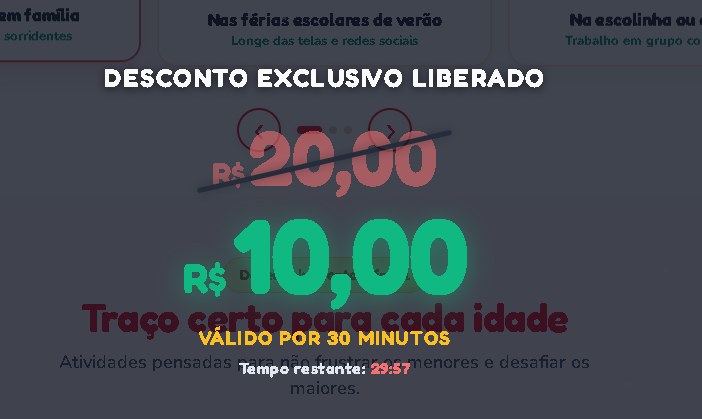 em família
sorridentes
Nas férias escolares de verão
Longe das telas e redes sociais
Na escolinha ou
Trabalho em grupo co
DESCONTO EXCLUSIVO LIBERADO
R$20,00
R$10,00
Traço certo para cada idade
VÁLIDO POR 30 MINUTOS
Atividades pensadas para não frustrar os menores e desafiar os
Tempo restante: 29:57
maiores.